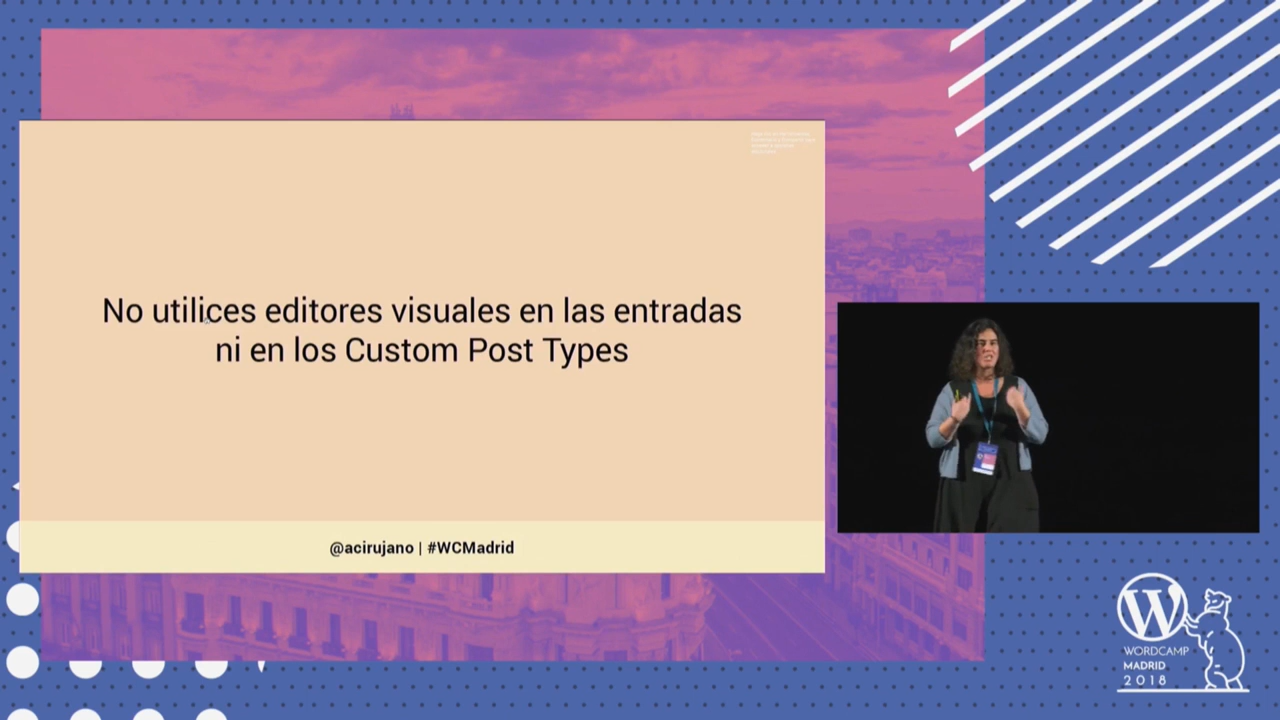 No utilices editores visuales en las entradas
ni en los Custom Post Types
@acirujano | #WCMadrid
WORDCAMP
MADRID
2018